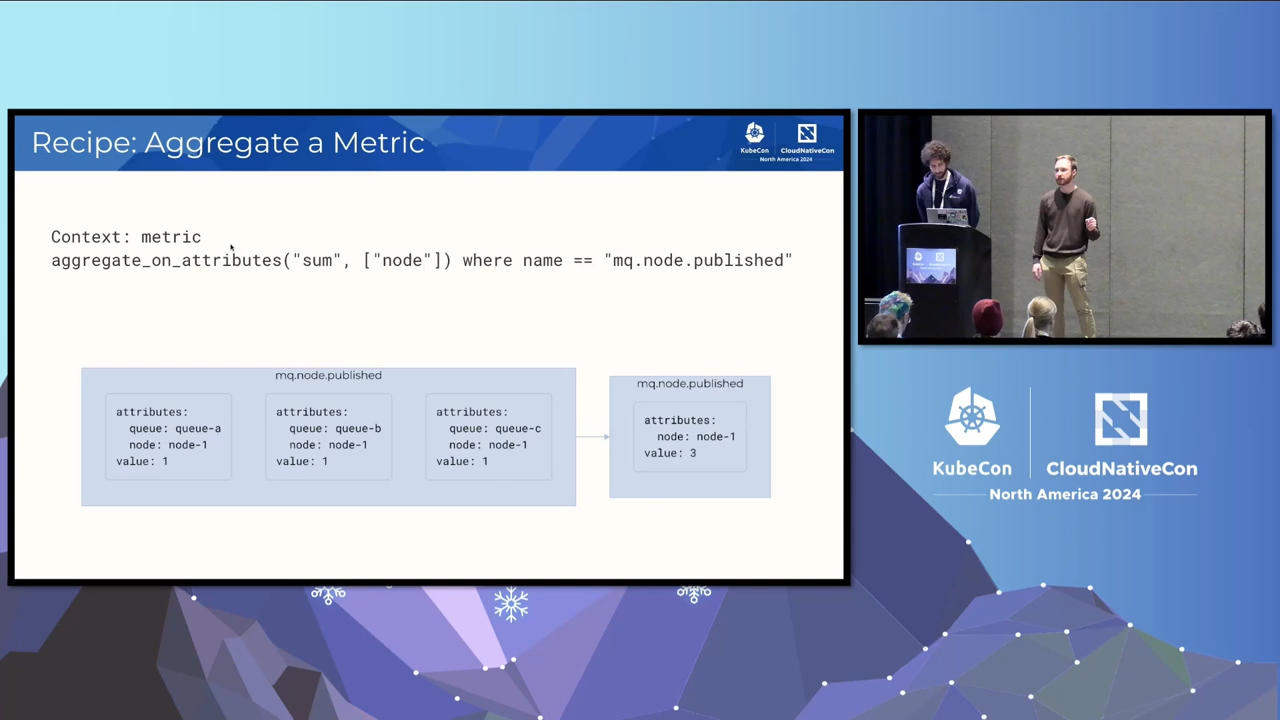 Recipe: Aggregate a Metric
KubeCon
CloudNativeCon
North America 2024
Context: metric
aggregate_on_attributes("sum", ["node"]) where name == "mq.node.published"
mq.node.published
attributes:
queue: queue-a
node: node-1
value: 1
attributes:
queue: queue-b
node: node-1
value: 1
attributes:
queue: queue-c
node: node-1
value: 1
mq.node.published
attributes:
node: node-1
value: 3
KubeCon
CloudNativeCon
North America 2024